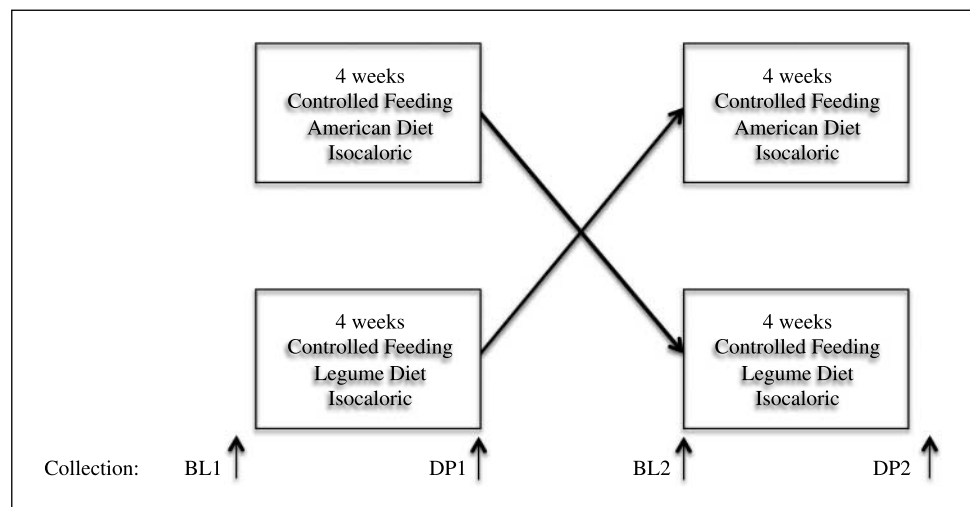 4 weeks
Controlled Feeding
American Diet
Isocaloric
4 weeks
Controlled Feeding
American Diet
Isocaloric
4 weeks
Controlled Feeding
Legume Diet
Isocaloric
4 weeks
Controlled Feeding
Legume Diet
Isocaloric
Collection: BL1 DP1 BL2 DP2